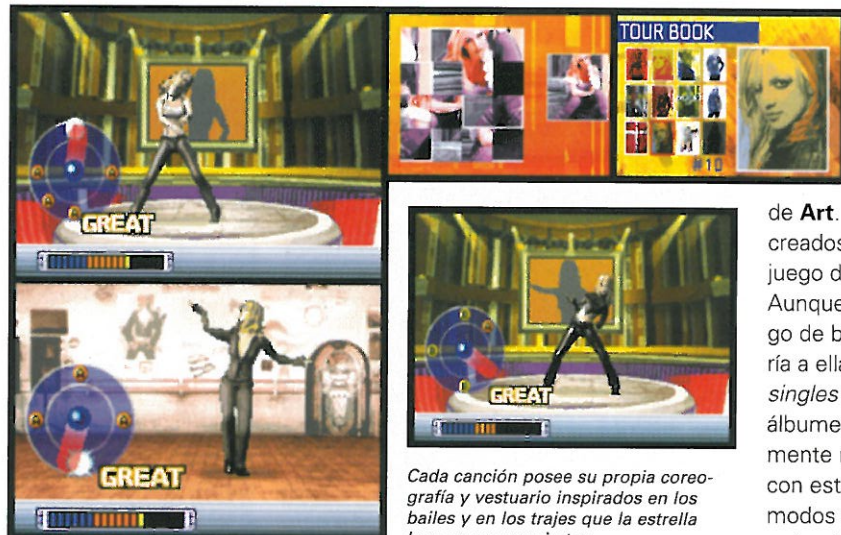 TOUR BOOK
#10
GREAT
GREAT
GREAT
Cada canción posee su propia coreo-
grafía y vestuario inspirados en los
bailes y en los trajes que la estrella
de Art.
creados
juego d
Aunque
go de b
ría a ella
singles
álbume
mente
con est
modos